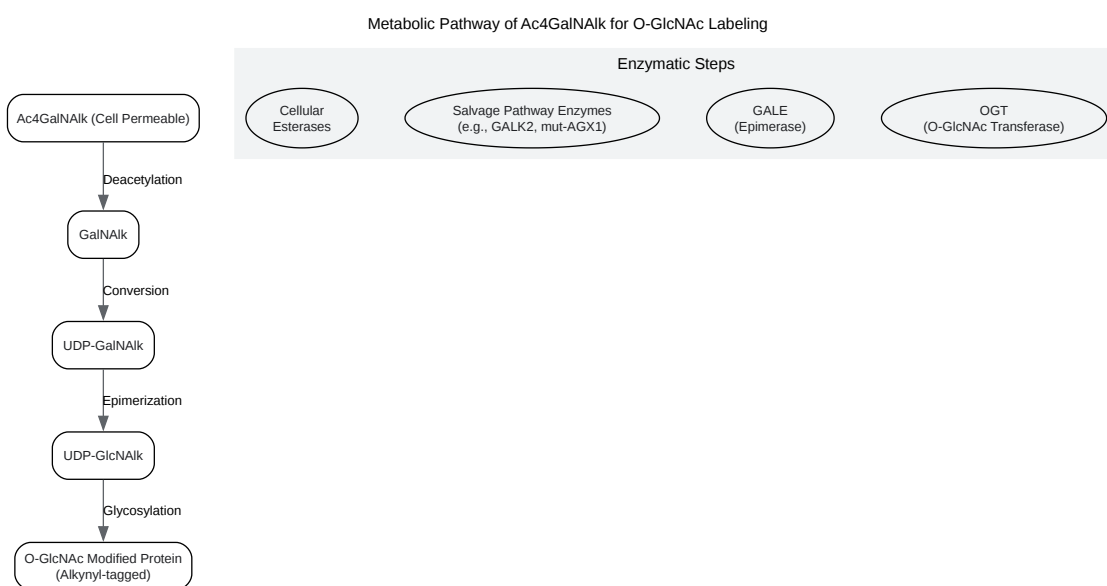 Metabolic Pathway of Ac4GalNAlk for O-GlcNAc Labeling
Enzymatic Steps
Cellular
Esterases
Salvage Pathway Enzymes
(e.g., GALK2, mut-AGX1)
GALE
(Epimerase)
OGT
(O-GlcNAc Transferase)
Ac4GalNAlk (Cell Permeable)
Deacetylation
GalNAlk
Conversion
UDP-GalNAlk
Epimerization
UDP-GlcNAlk
Glycosylation
O-GlcNAc Modified Protein
(Alkynyl-tagged)